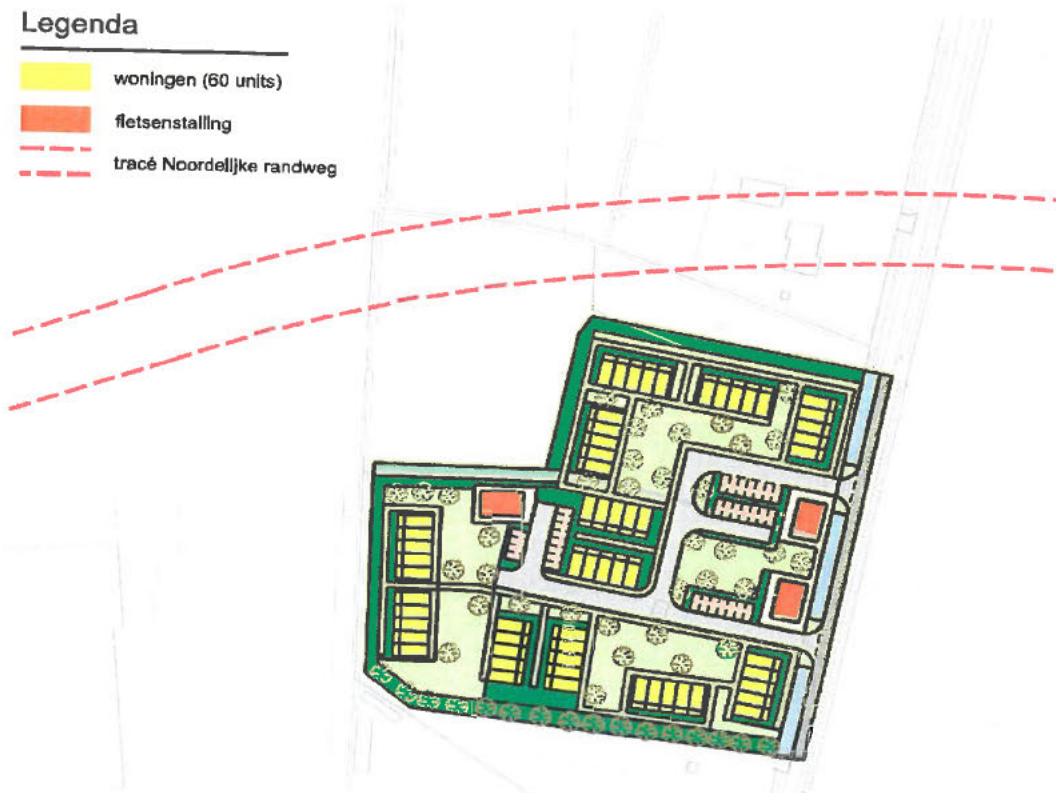 Legenda
woningen (60 units)
fietsenstalling
tracé Noordelijke randweg